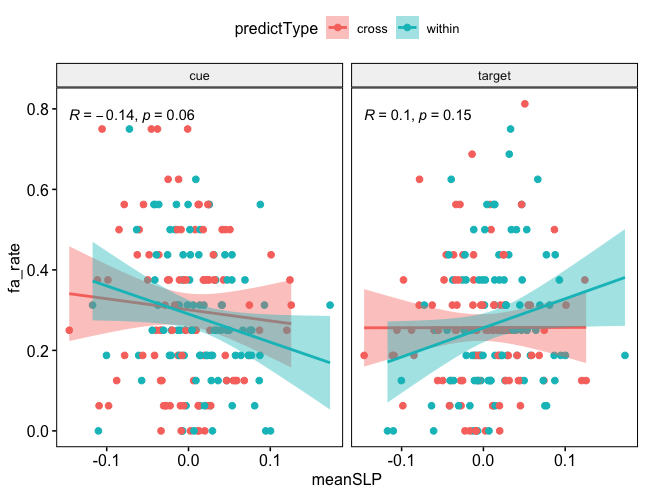 predictType cross within
cue target
R = −0.14, p = 0.06 R = 0.1, p = 0.15
fa_rate
0.8
0.6
0.4
0.2
0.0
-0.1 0.0 0.1 -0.1 0.0 0.1
meanSLP